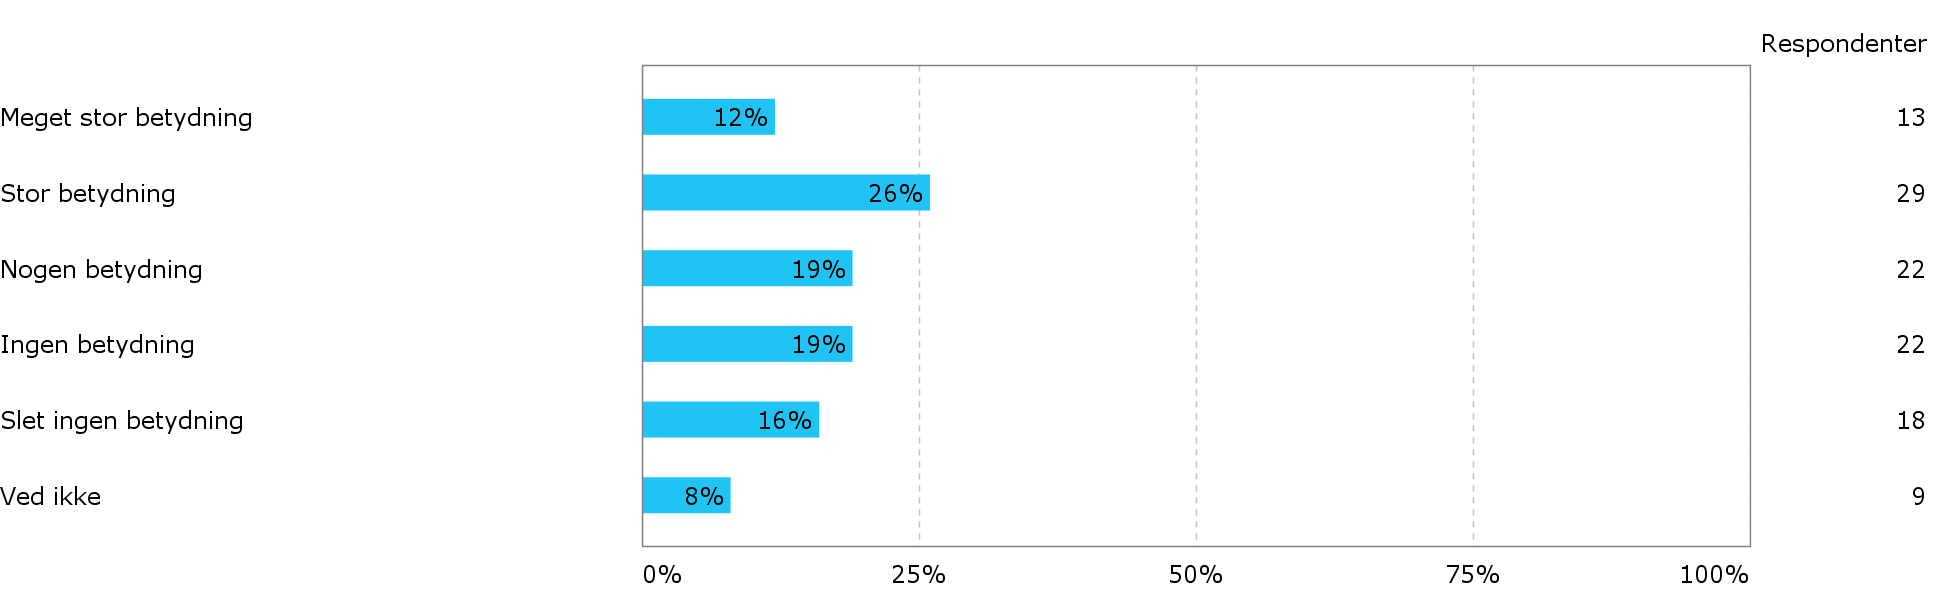 Respondenter
Meget stor betydning 12% 13
Stor betydning 26% 29
Nogen betydning 19% 22
Ingen betydning 19% 22
Slet ingen betydning 16% 18
Ved ikke 8% 9
0% 25% 50% 75% 100%